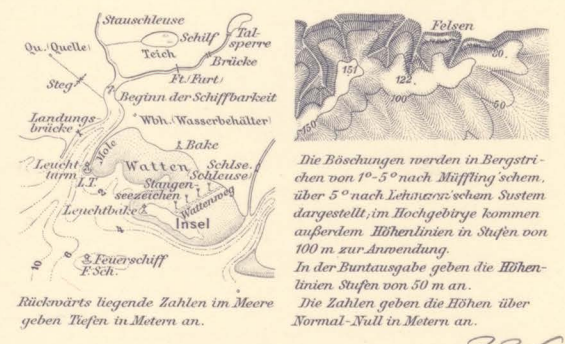 Stauschleuse
Schilf
Teich
Tal-
sperre
Brücke
Qu. (Quelle)
Steg
Ft. (Furt)
Beginn der Schiffbarkeit
Landungs-
brücke
Wbh. (Wasserbehälter)
Mole
Bake
Watten
Leucht-
turm
L.T.
Schlse.
Schleuse
Stangen-
seezeichen
Wattenweg
Leuchtbake
Insel
2
4
6
10
Feuerschiff
F. Sch.
Rückwärts liegende Zahlen im Meere
geben Tiefen in Metern an.
Felsen
151
122
100
80
50
150
Die Böschungen werden in Bergstri-
chen von 1°-5° nach Müffling'schem,
über 5° nach Lehmann'schem System
dargestellt; im Hochgebirge kommen
außerdem Höhenlinien in Stufen von
100 m zur Anwendung.
In der Buntausgabe geben die Höhen-
linien Stufen von 50 m an.
Die Zahlen geben die Höhen über
Normal-Null in Metern an.